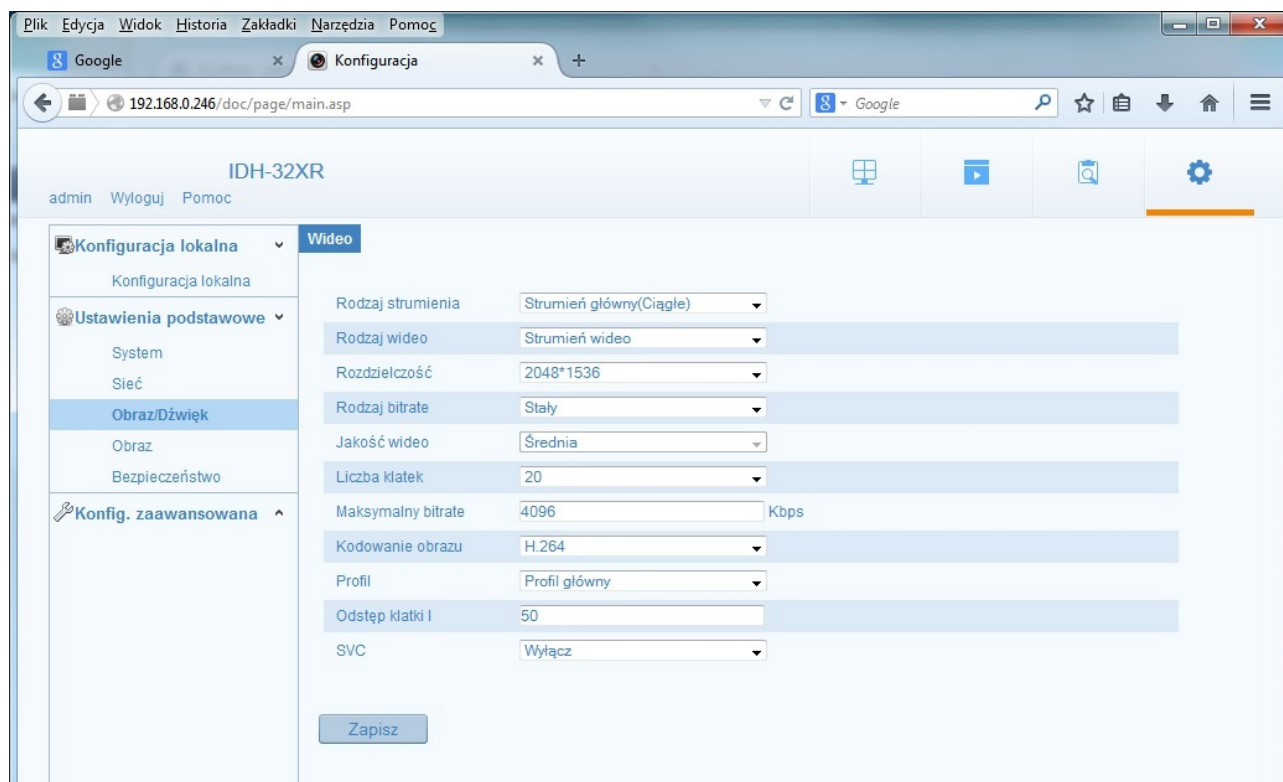 Plik Edycja Widok Historia Zakładki Narzędzia Pomoc
Google Konfiguracja
192.168.0.246/doc/page/main.asp Google
IDH-32XR
admin Wyloguj Pomoc
Konfiguracja lokalna
Konfiguracja lokalna
Ustawienia podstawowe
System
Sieć
Obraz/Dźwięk
Obraz
Bezpieczeństwo
Konfig. zaawansowana
Wideo
Rodzaj strumienia Strumień główny(Ciągłe)
Rodzaj wideo Strumień wideo
Rozdzielczość 2048*1536
Rodzaj bitrate Stały
Jakość wideo Średnia
Liczba klatek 20
Maksymalny bitrate 4096 Kbps
Kodowanie obrazu H.264
Profil Profil główny
Odstęp klatki I 50
SVC Wyłącz
Zapisz